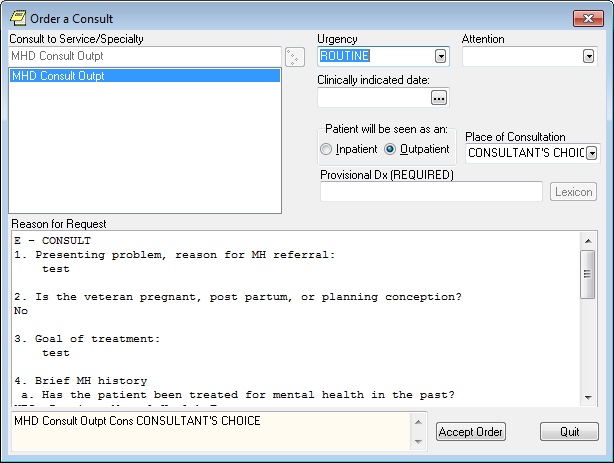 Order a Consult
Consult to Service/Specialty
MHD Consult Outpt
MHD Consult Outpt
Urgency
ROUTINE
Attention
Clinically indicated date:
...
Patient will be seen as an:
Inpatient
Outpatient
Place of Consultation
CONSULTANT'S CHOIC
Provisional Dx (REQUIRED)
Lexicon
Reason for Request
E - CONSULT
1. Presenting problem, reason for MH referral:
test
2. Is the veteran pregnant, post partum, or planning conception?
No
3. Goal of treatment:
test
4. Brief MH history
a. Has the patient been treated for mental health in the past?
MHD Consult Outpt Cons CONSULTANT'S CHOICE
Accept Order
Quit